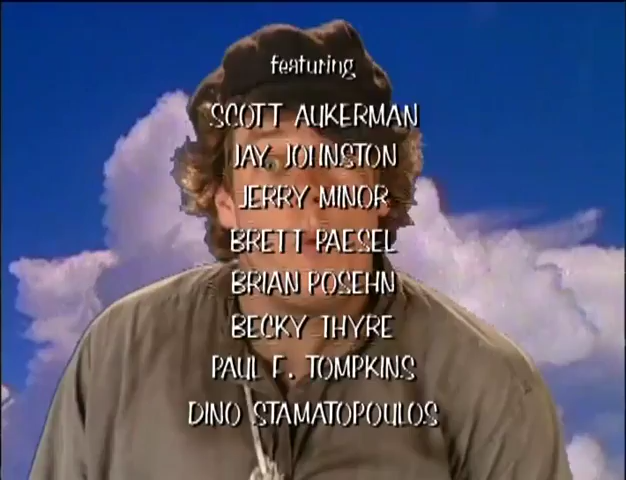 featuring
SCOTT AUKERMAN
JAY JOHNSTON
JERRY MINOR
BRETT PAESEL
BRIAN POSEHN
BECKY THYRE
PAUL F. TOMPKINS
DINO STAMATOPOULOS